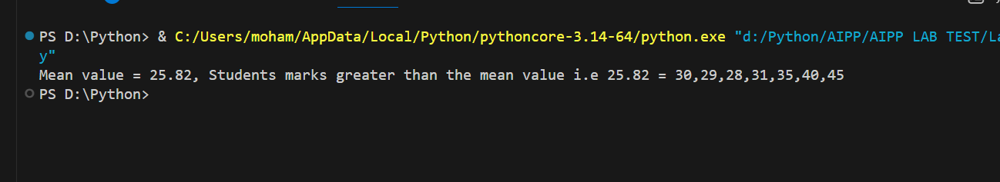 PS D:\Python> & C:/Users/moham/AppData/Local/Python/pythoncore-3.14-64/python.exe "d:/Python/AIPP/AIPP LAB TEST/L
y"
Mean value = 25.82, Students marks greater than the mean value i.e 25.82 = 30,29,28,31,35,40,45
PS D:\Python>